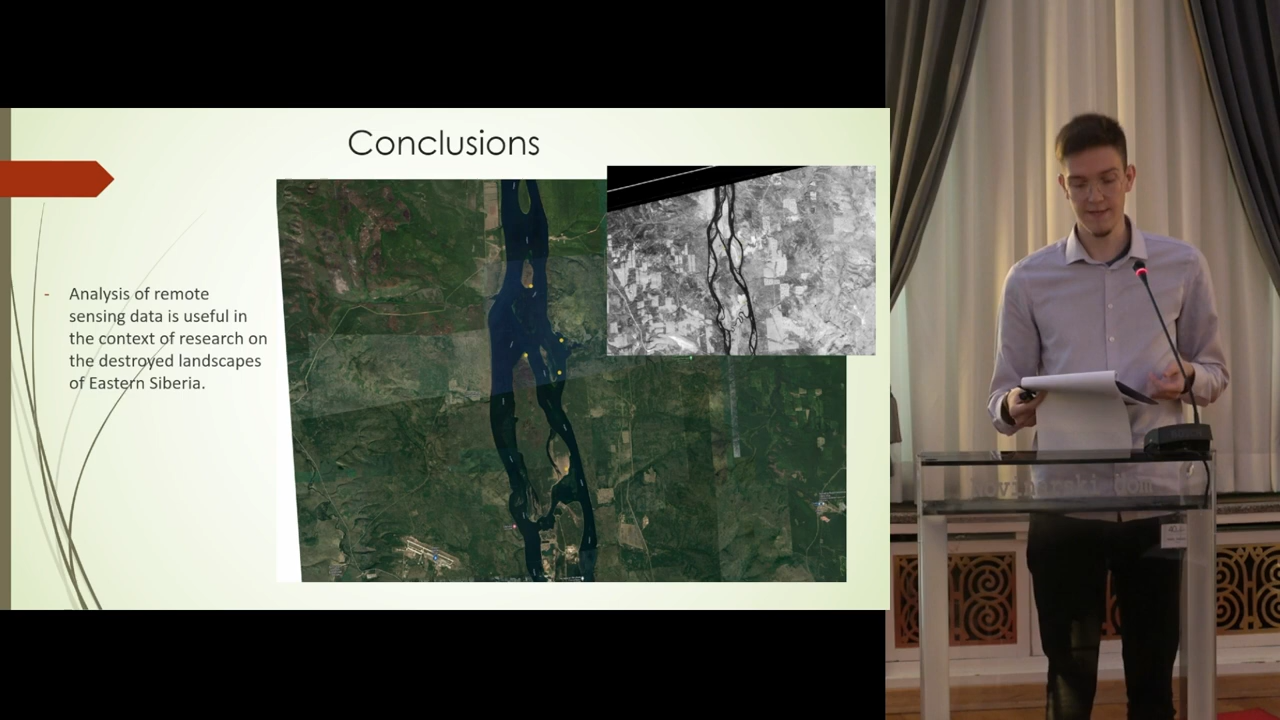 Conclusions
- Analysis of remote
sensing data is useful in
the context of research on
the destroyed landscapes
of Eastern Siberia.